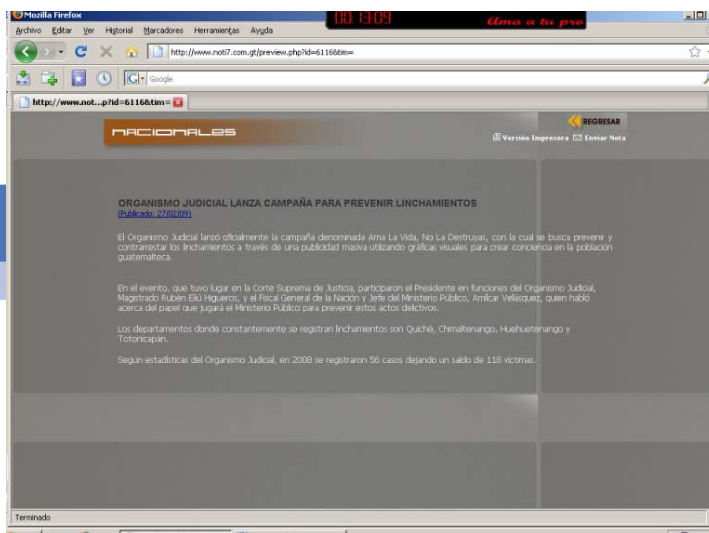 Mozilla Firefox
00:13:09
Ama a tu pro
Archivo Editar Ver Historial Marcadores Herramientas Ayuda
http://www.noti7.com.gt/preview.php?id=6116&tim=
Google
http://www.not...p?id=6116&tim=
REGRESAR
NACIONALES
Versión Impresora Enviar Nota
ORGANISMO JUDICIAL LANZA CAMPAÑA PARA PREVENIR LINCHAMIENTOS
(Publicado: 27/02/09)
El Organismo Judicial lanzó oficialmente la campaña denominada Ama La Vida, No La Destruyas, con la cual se busca prevenir y
contrarrestar los linchamientos a través de una publicidad masiva utilizando gráficas visuales para crear conciencia en la población
guatemalteca.
En el evento, que tuvo lugar en la Corte Suprema de Justicia, participaron el Presidente en funciones del Organismo Judicial,
Magistrado Rubén Eliú Higueros, y el Fiscal General de la Nación y Jefe del Ministerio Público, Amílcar Velásquez, quien habló
acerca del papel que jugará el Ministerio Público para prevenir estos actos delictivos.
Los departamentos donde constantemente se registran linchamientos son Quiché, Chimaltenango, Huehuetenango y
Totonicapán.
Según estadísticas del Organismo Judicial, en 2008 se registraron 56 casos dejando un saldo de 118 víctimas.
Terminado